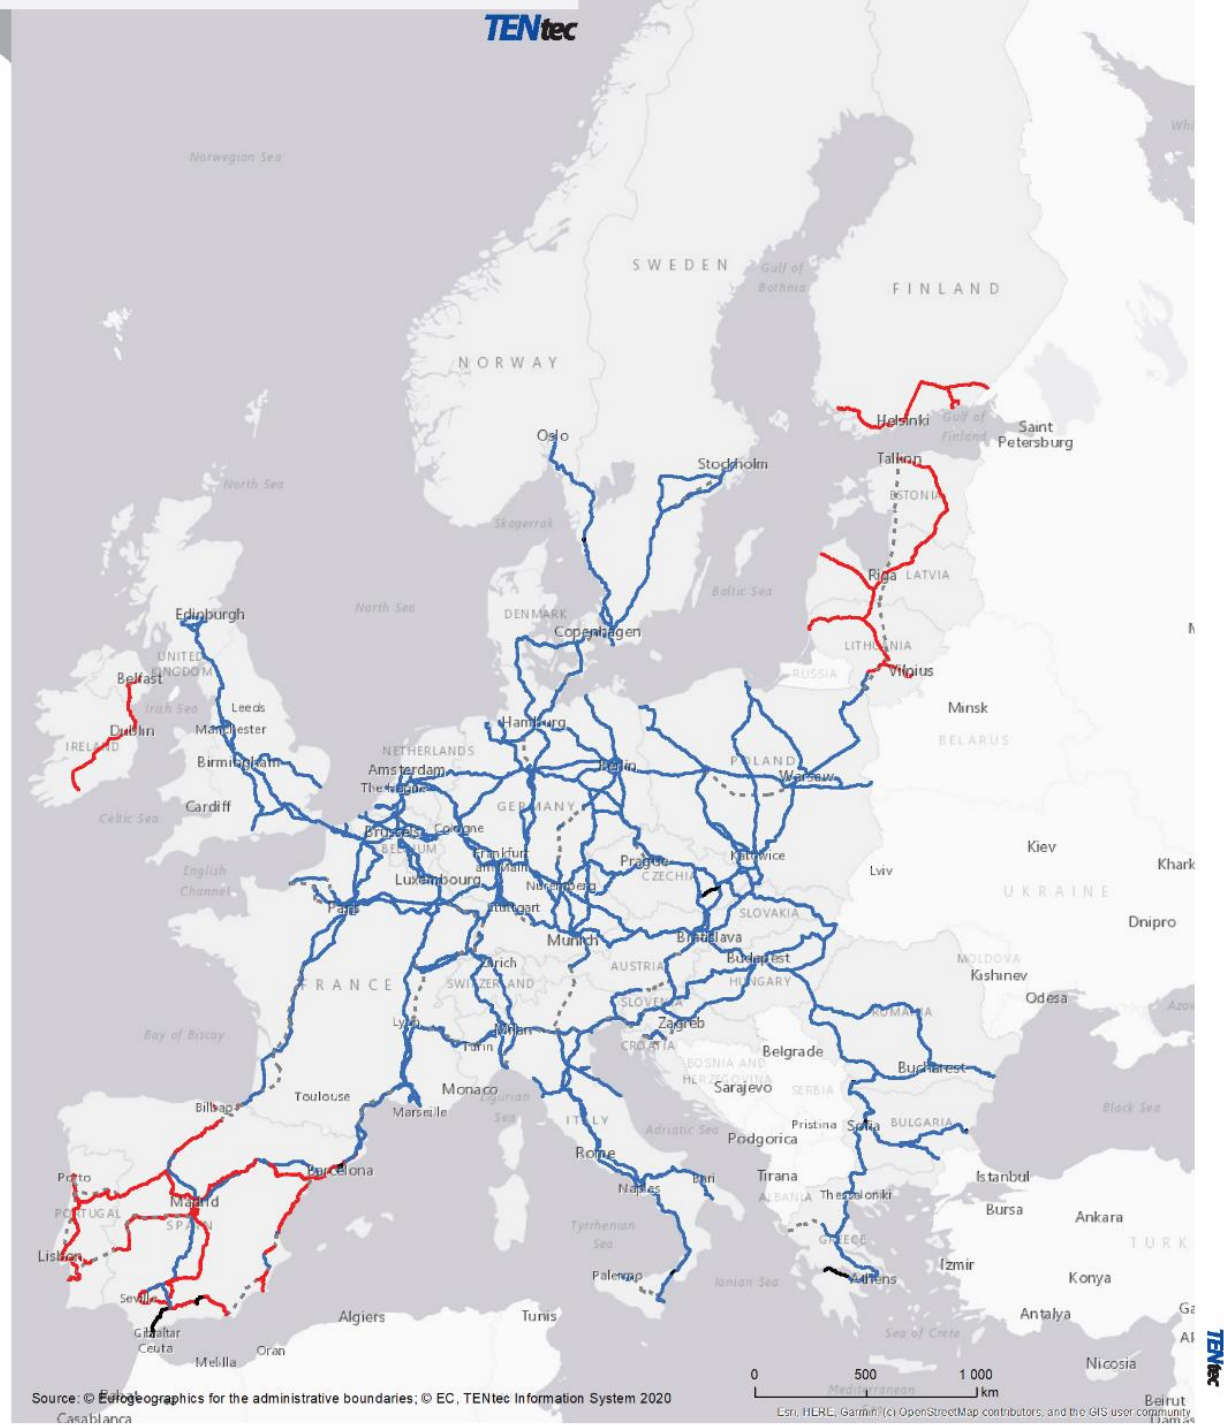 TENtec
Norwegian Sea
SWEDEN
Gulf of
Bothnia
FINLAND
NORWAY
Helsinki
Gulf of
Finland
Saint
Petersburg
Oslo
Stockholm
Tallinn
North Sea
ESTONIA
Skagerrak
Riga
LATVIA
Baltic Sea
North Sea
DENMARK
Edinburgh
Copenhagen
LITHUANIA
UNITED
KINGDOM
RUSSIA
Vilnius
Belfast
Irish Sea
Leeds
Minsk
Dublin
Manchester
Hamburg
IRELAND
NETHERLANDS
BELARUS
Birmingham
Amsterdam
Berlin
POLAND
Warsaw
The Hague
Cardiff
GERMANY
Celtic Sea
Brussels
Cologne
BELGIUM
Kiev
Frankfurt
am Main
Prague
Katowice
Lviv
Khark
English
Channel
CZECHIA
Luxembourg
Nuremberg
UKRAINE
Paris
Stuttgart
SLOVAKIA
Dnipro
Munich
Bratislava
Zurich
AUSTRIA
Budapest
MOLDOVA
FRANCE
SWITZERLAND
HUNGARY
Kishinev
Odesa
SLOVENIA
Azov
Lyon
Milan
Zagreb
ROMANIA
Bay of Biscay
Turin
CROATIA
Belgrade
BOSNIA AND
HERZEGOVINA
Bucharest
Monaco
Sarajevo
SERBIA
Toulouse
Ligurian
Sea
Bilbao
Marseille
Black Sea
ITALY
Adriatic Sea
Pristina
Sofia
BULGARIA
Podgorica
Rome
Barcelona
Porto
Naples
Bari
Tirana
Istanbul
Madrid
ALBANIA
Thessaloniki
PORTUGAL
SPAIN
Bursa
Ankara
Tyrrhenian
Sea
GREECE
TURK
Lisbon
Izmir
Palermo
Ionian Sea
Athens
Konya
Seville
Algiers
Tunis
Antalya
Ga
Gibraltar
Ceuta
Sea of Crete
Al
Oran
Melilla
Nicosia
TENtec
0 500 1 000
km
Mediterranean
Beirut
Rabat
Source: © Eurogeographics for the administrative boundaries; © EC, TENtec Information System 2020
Esri, HERE, Garmin, (c) OpenStreetMap contributors, and the GIS user community
Casablanca